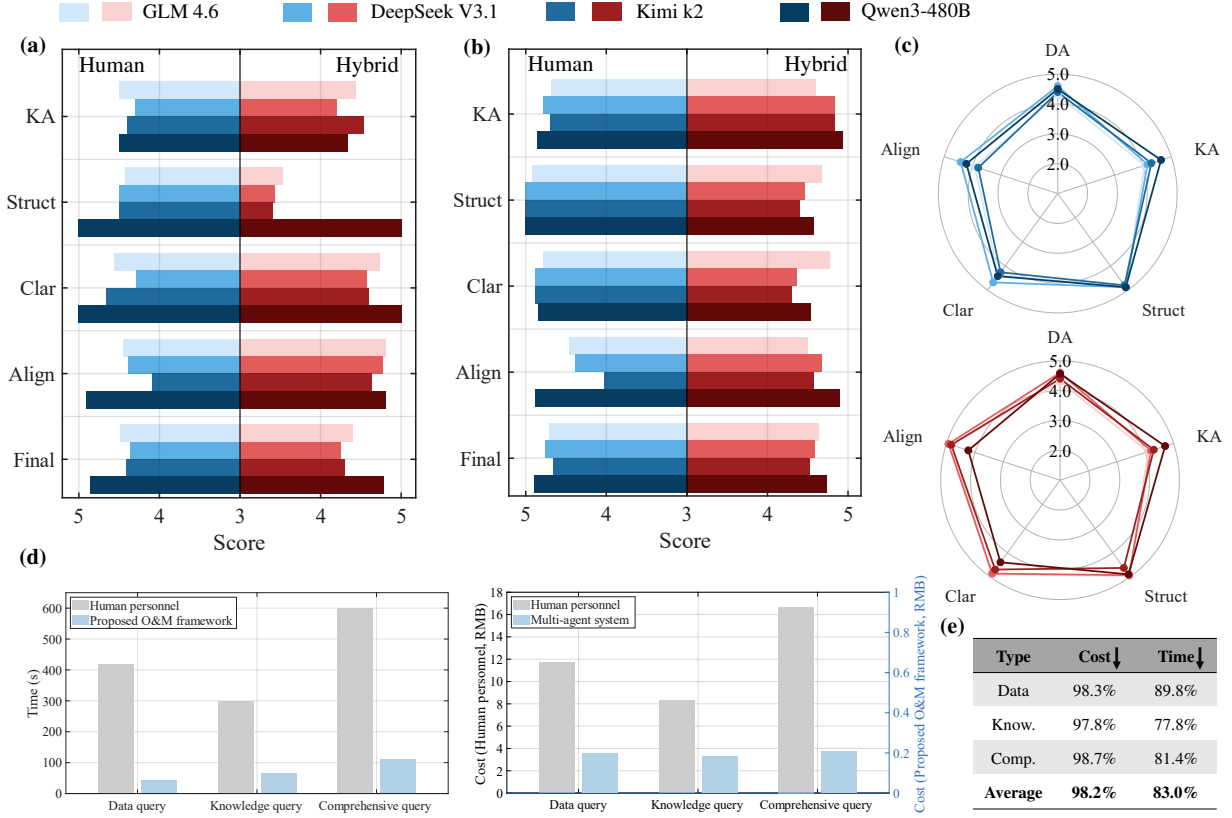 GLM 4.6 DeepSeek V3.1 Kimi k2 Qwen3-480B
(a)
Human Hybrid
KA
Struct
Clar
Align
Final
5 4 3 4 5
Score
(b)
Human Hybrid
KA
Struct
Clar
Align
Final
5 4 3 4 5
Score
(c)
DA
5.0
4.0
3.0
2.0
Align
KA
Clar
Struct
DA
5.0
4.0
3.0
2.0
Align
KA
Clar
Struct
(d)
Human personnel
Proposed O&M framework
Time (s)
600
500
400
300
200
100
0
Data query Knowledge query Comprehensive query
Human personnel
Multi-agent system
Cost (Human personnel, RMB)
18
16
14
12
10
8
6
4
2
0
Data query Knowledge query Comprehensive query
1
0.8
0.6
0.4
0.2
0
Cost (Proposed O&M framework, RMB)
(e)
Type Cost↓ Time↓
Data 98.3% 89.8%
Know. 97.8% 77.8%
Comp. 98.7% 81.4%
Average 98.2% 83.0%